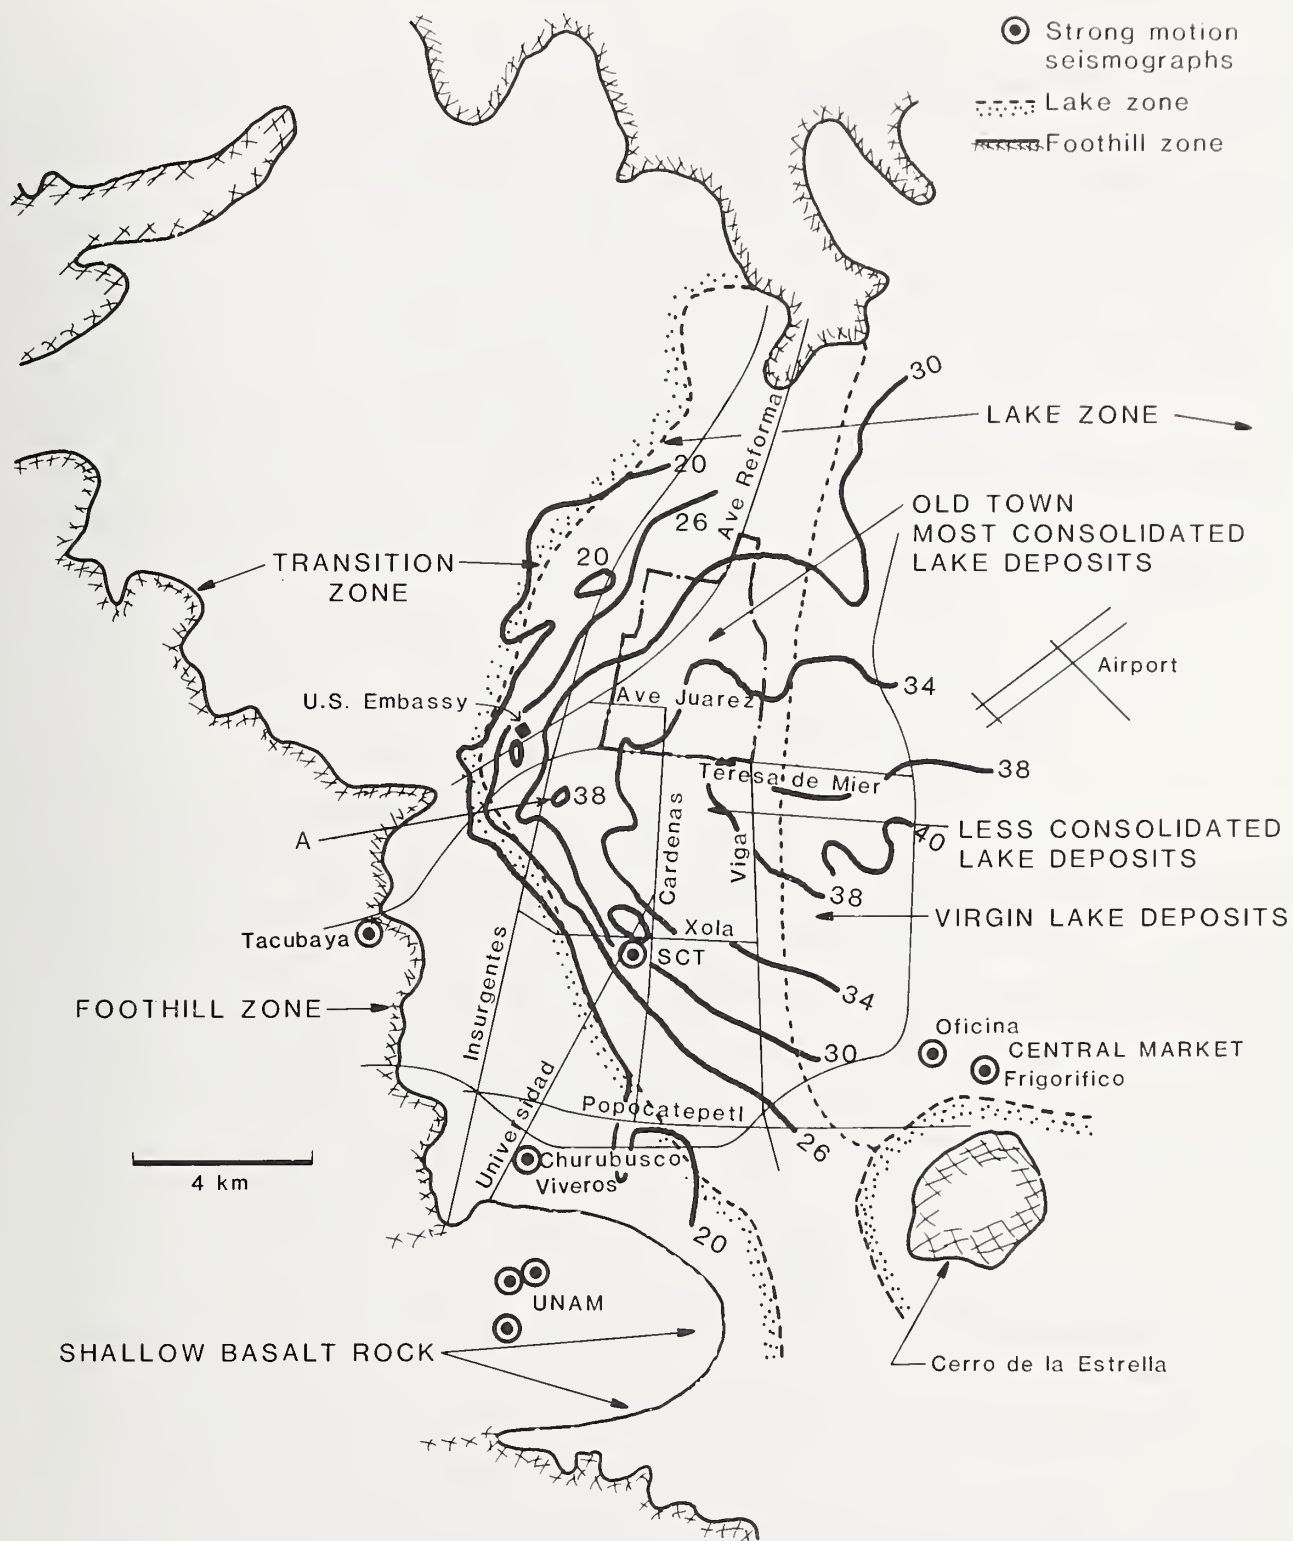 Strong motion
seismographs
Lake zone
Foothill zone
30
LAKE ZONE
20
Ave Reforma
26
OLD TOWN
MOST CONSOLIDATED
LAKE DEPOSITS
TRANSITION
ZONE
20
Airport
U.S. Embassy
Ave Juarez
34
38
Teresa de Mier
38
A
Cardenas
Viga
40
LESS CONSOLIDATED
LAKE DEPOSITS
38
VIRGIN LAKE DEPOSITS
Tacubaya
Xola
SCT
FOOTHILL ZONE
Insurgentes
34
Oficina
30
CENTRAL MARKET
Frigorifico
Universidad
Popocatepetl
26
4 km
Churubusco
Viveros
20
UNAM
SHALLOW BASALT ROCK
Cerro de la Estrella